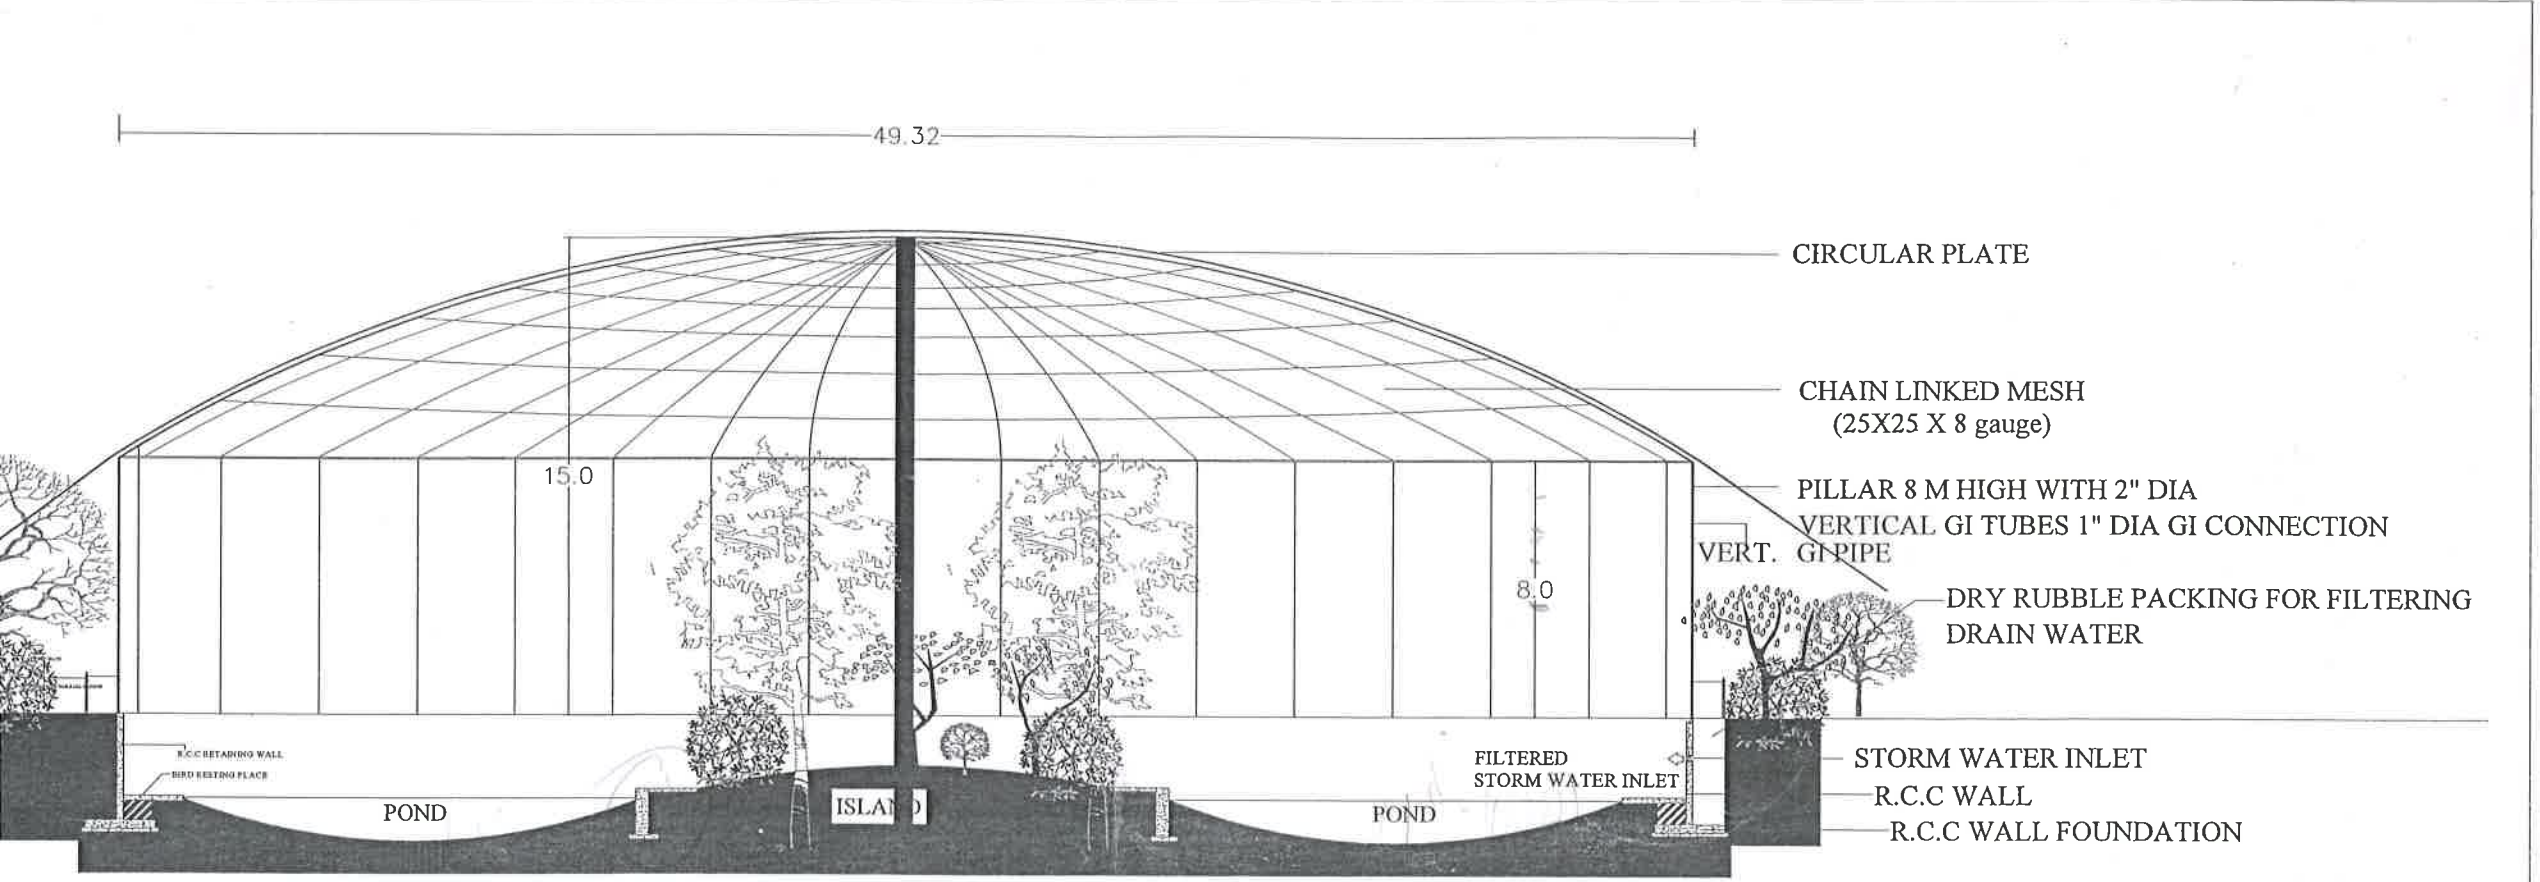 49.32
CIRCULAR PLATE
CHAIN LINKED MESH
(25X25 X 8 gauge)
15.0
PILLAR 8 M HIGH WITH 2" DIA
VERTICAL GI TUBES 1" DIA GI CONNECTION
VERT. GI PIPE
8.0
DRY RUBBLE PACKING FOR FILTERING
DRAIN WATER
R.C.C RETAINING WALL
BIRD RESTING PLACE
POND
ISLAND
POND
FILTERED
STORM WATER INLET
STORM WATER INLET
R.C.C WALL
R.C.C WALL FOUNDATION